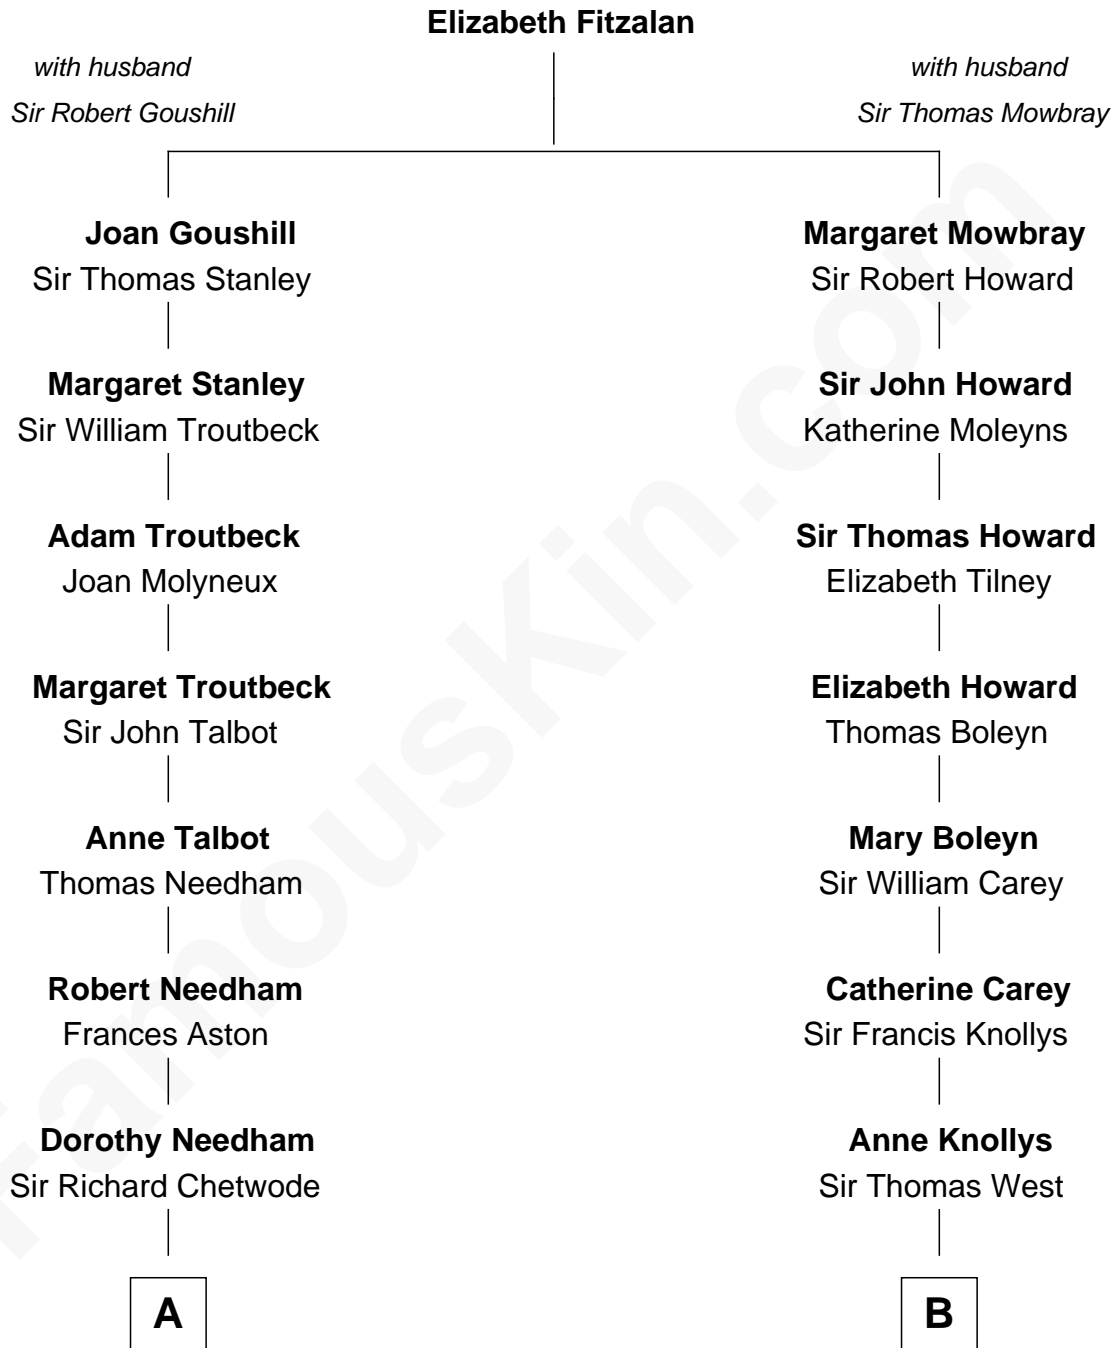 Elizabeth Fitzalan
with husband
Sir Robert Goushill
with husband
Sir Thomas Mowbray
Joan Goushill
Sir Thomas Stanley
Margaret Mowbray
Sir Robert Howard
Margaret Stanley
Sir William Troutbeck
Sir John Howard
Katherine Moleyns
Adam Troutbeck
Joan Molyneux
Sir Thomas Howard
Elizabeth Tilney
Margaret Troutbeck
Sir John Talbot
Elizabeth Howard
Thomas Boleyn
Anne Talbot
Thomas Needham
Mary Boleyn
Sir William Carey
Robert Needham
Frances Aston
Catherine Carey
Sir Francis Knollys
Dorothy Needham
Sir Richard Chetwode
Anne Knollys
Sir Thomas West
A
B
FamousKin.com